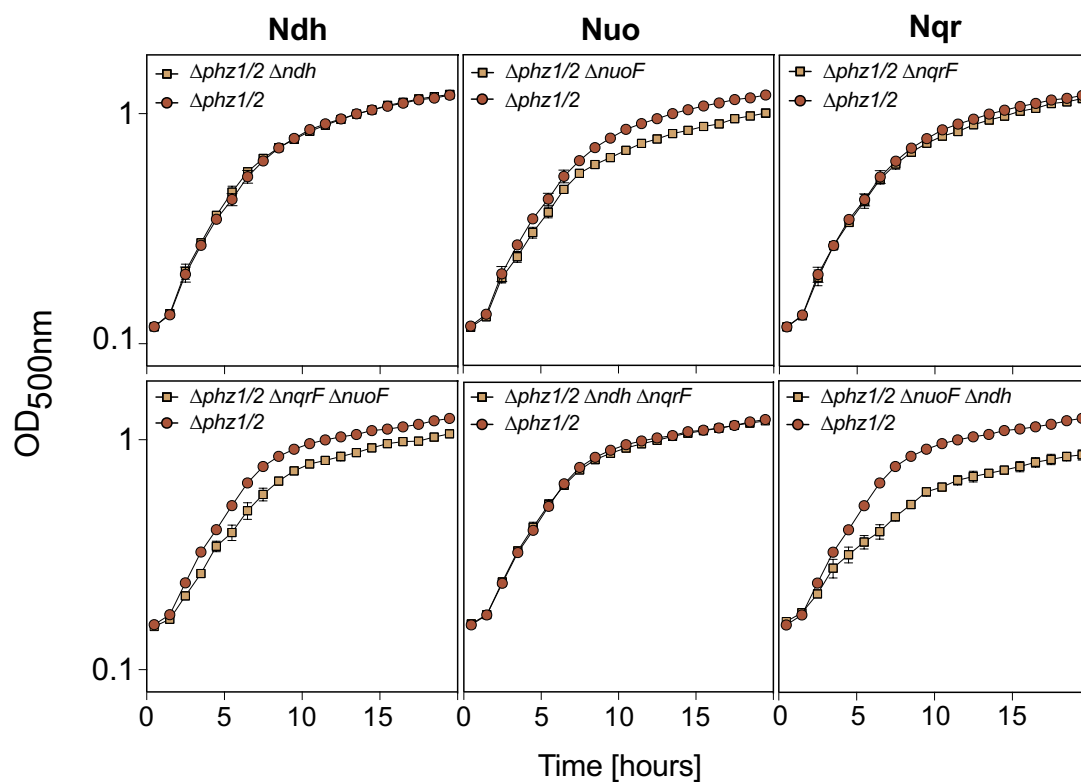 Ndh
Nuo
Nqr
Δphz1/2 Δndh
Δphz1/2
Δphz1/2 ΔnuoF
Δphz1/2
Δphz1/2 ΔnqrF
Δphz1/2
1
0.1
OD500nm
Δphz1/2 ΔnqrF ΔnuoF
Δphz1/2
Δphz1/2 Δndh ΔnqrF
Δphz1/2
Δphz1/2 ΔnuoF Δndh
Δphz1/2
1
0.1
0 5 10 15 0 5 10 15 0 5 10 15
Time [hours]